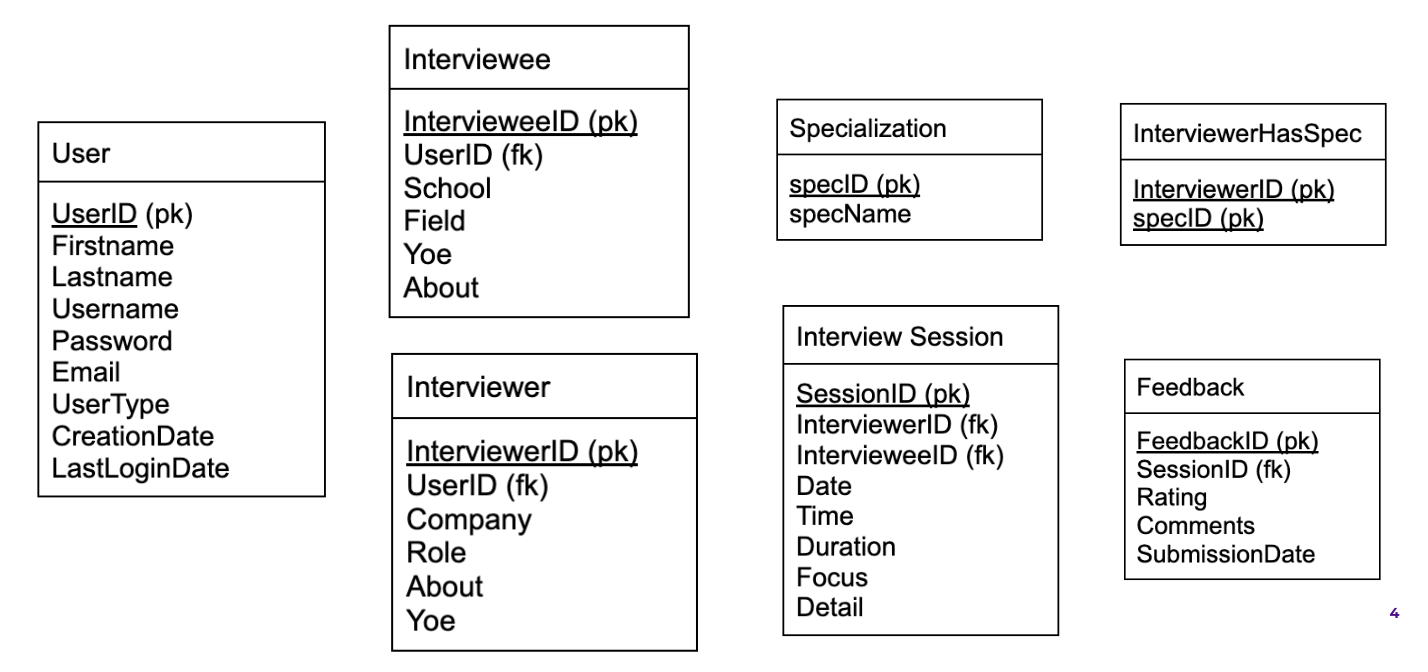 User
UserID (pk)
Firstname
Lastname
Username
Password
Email
UserType
CreationDate
LastLoginDate
Interviewee
IntervieweeID (pk)
UserID (fk)
School
Field
Yoe
About
Interviewer
InterviewerID (pk)
UserID (fk)
Company
Role
About
Yoe
Specialization
specID (pk)
specName
Interview Session
SessionID (pk)
InterviewerID (fk)
IntervieweeID (fk)
Date
Time
Duration
Focus
Detail
InterviewerHasSpec
InterviewerID (pk)
specID (pk)
Feedback
FeedbackID (pk)
SessionID (fk)
Rating
Comments
SubmissionDate
4